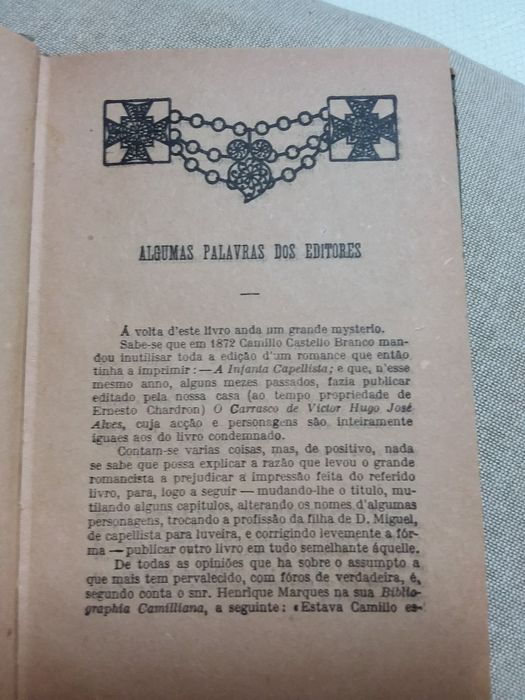 ALGUMAS PALAVRAS DOS EDITORES
Á volta d'este livro anda um grande mysterio.
Sabe-se que em 1872 Camillo Castello Branco man-
dou inutilisar toda a edição d'um romance que então
tinha a imprimir: — A Infanta Capellista; e que, n'esse
mesmo anno, alguns mezes passados, fazia publicar
editado pela nossa casa (ao tempo propriedade de
Ernesto Chardron) O Carrasco de Victor Hugo José
Alves, cuja acção e personagens são inteiramente
iguaes aos do livro condemnado.
Contam-se varias coisas, mas, de positivo, nada
se sabe que possa explicar a razão que levou o grande
romancista a prejudicar a impressão feita do referido
livro, para, logo a seguir — mudando-lhe o titulo, mu-
tilando alguns capitulos, alterando os nomes d'algumas
personagens, trocando a profissão da filha de D. Miguel,
de capellista para luveira, e corrigindo levemente a fór-
ma — publicar outro livro em tudo semelhante áquelle.
De todas as opiniões que ha sobre o assumpto a
que mais tem pervalecido, com fóros de verdadeira, é,
segundo conta o snr. Henrique Marques na sua Biblio-
graphia Camilliana, a seguinte: «Estava Camillo es-